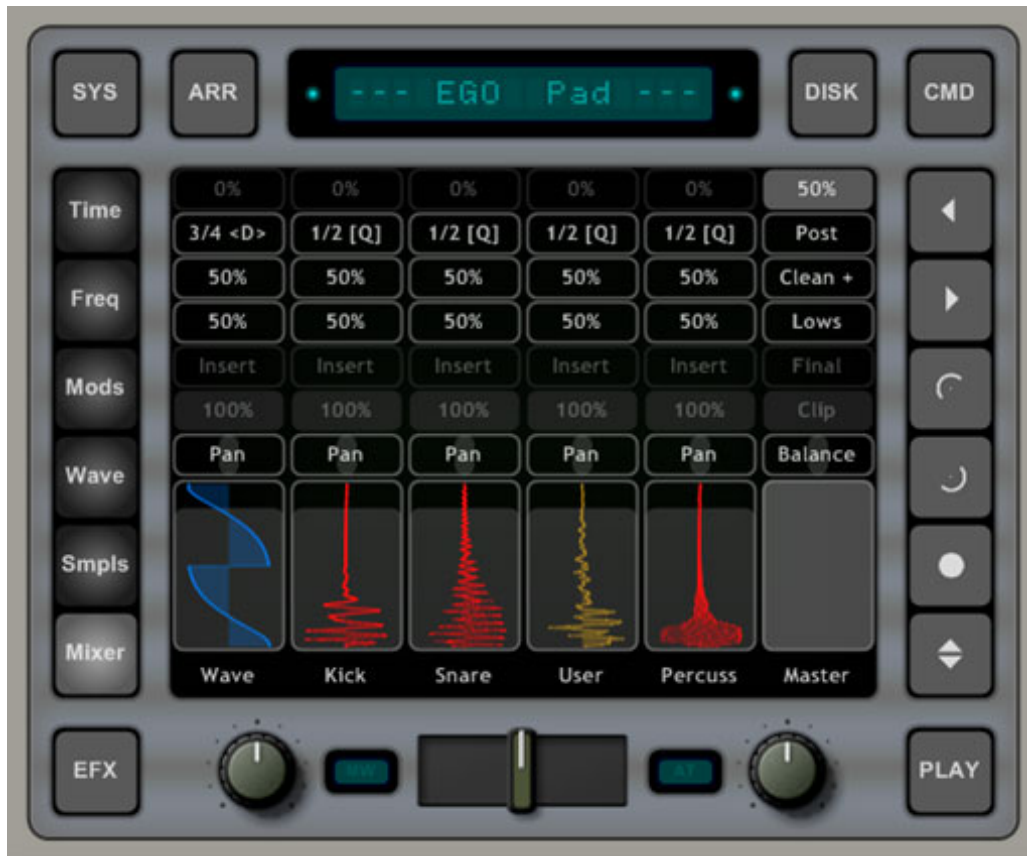 SYS ARR --- EGO Pad --- DISK CMD
Time
Freq
Mods
Wave
Smpls
Mixer
0% 0% 0% 0% 0% 50%
3/4 <D> 1/2 [Q] 1/2 [Q] 1/2 [Q] 1/2 [Q] Post
50% 50% 50% 50% 50% Clean +
50% 50% 50% 50% 50% Lows
Insert Insert Insert Insert Insert Final
100% 100% 100% 100% 100% Clip
Pan Pan Pan Pan Pan Balance
Wave Kick Snare User Percuss Master
EFX MW AT PLAY